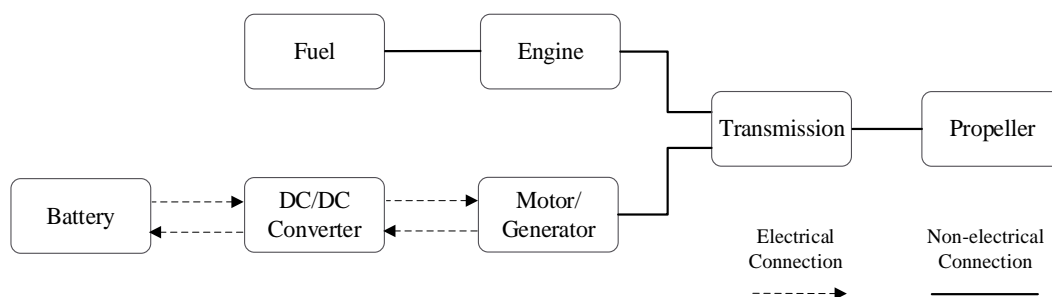 Fuel
Engine
Transmission
Propeller
Battery
DC/DC
Converter
Motor/
Generator
Electrical
Connection
Non-electrical
Connection